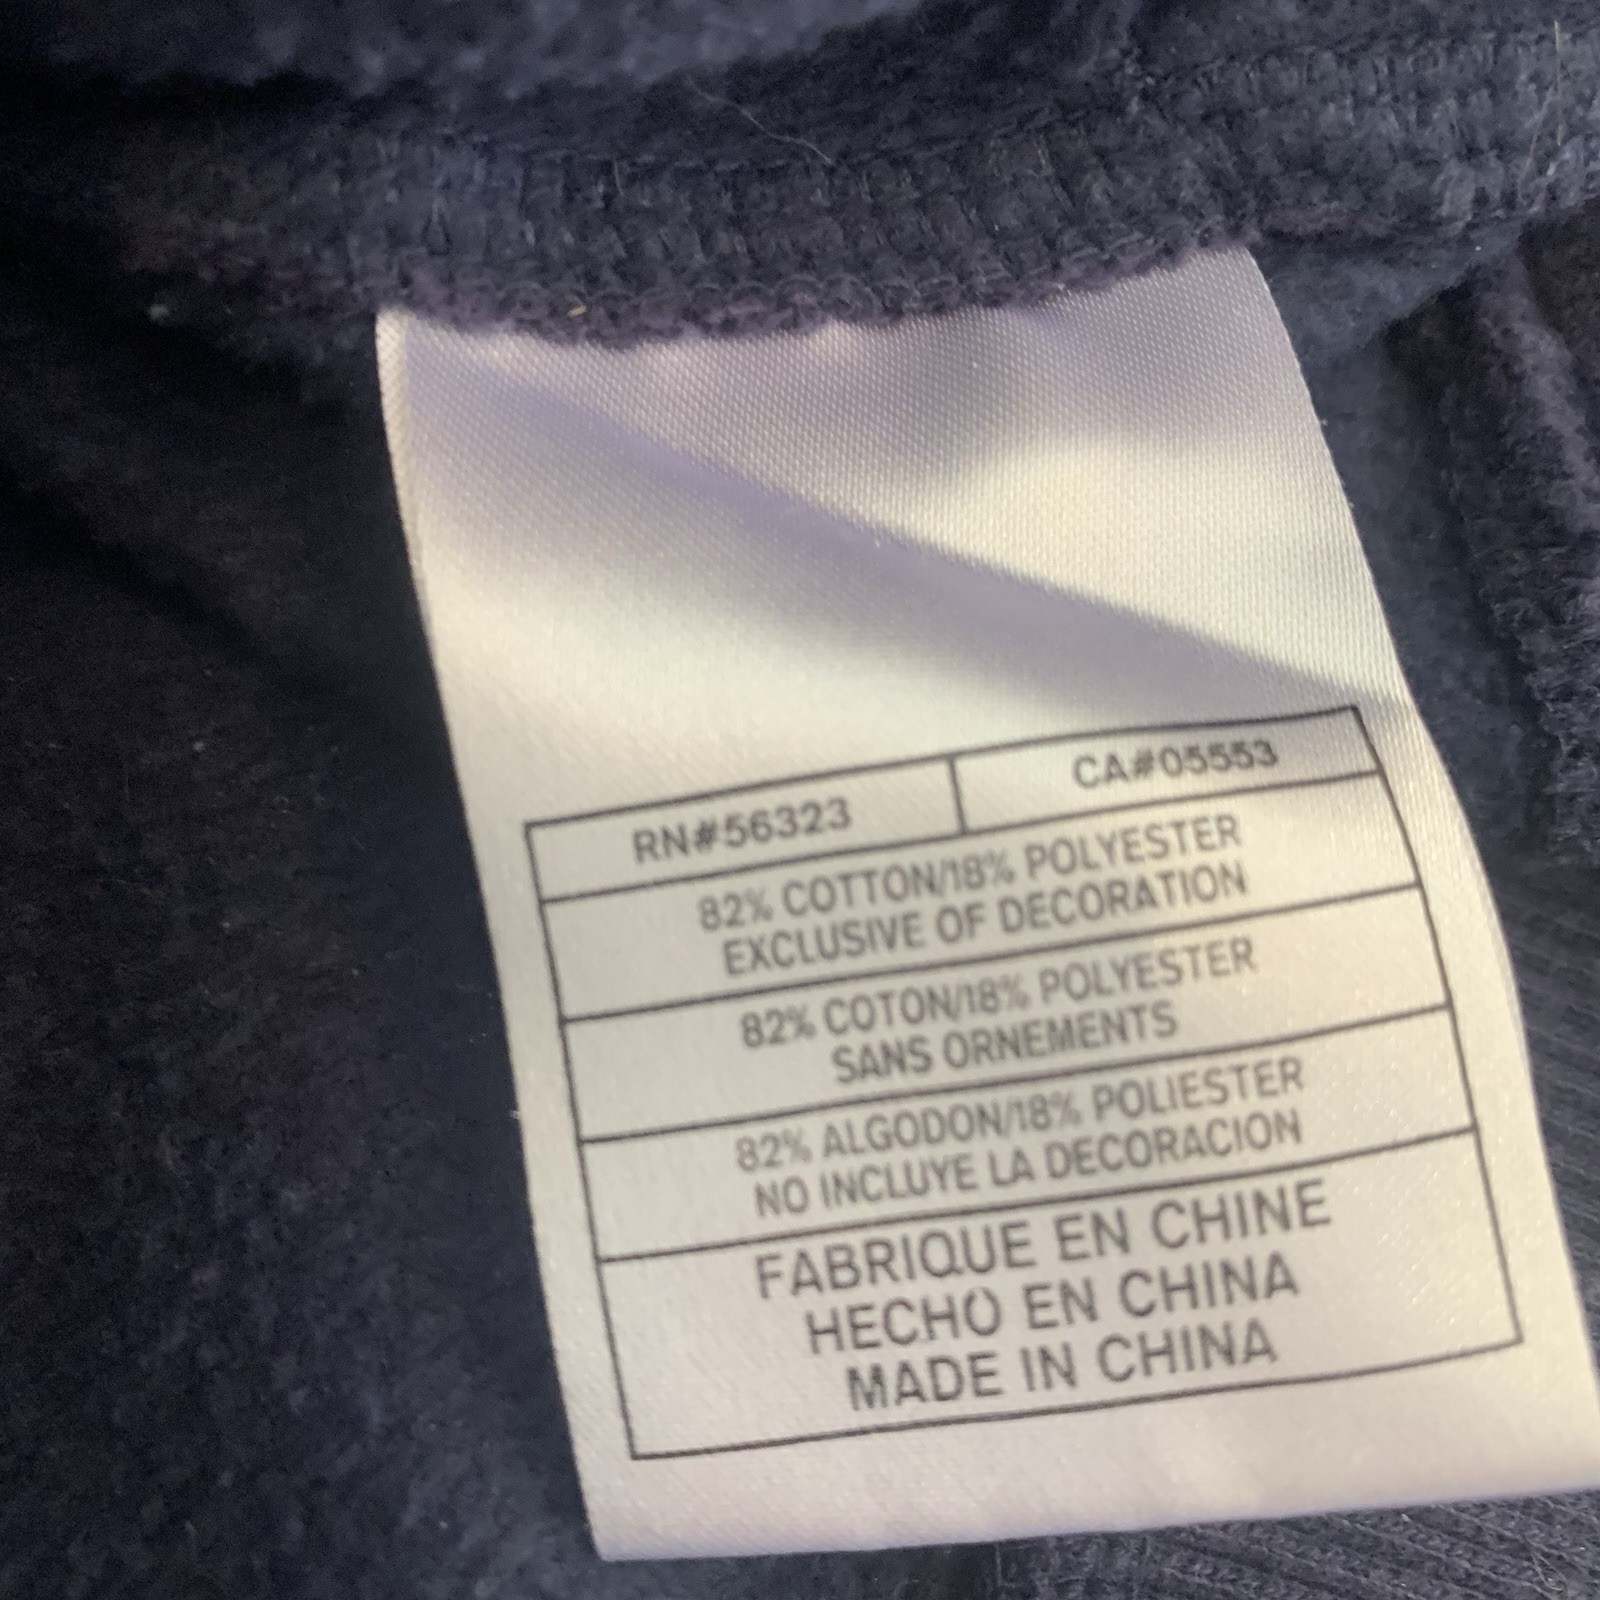 RN#56323 CA#05553
82% COTTON/18% POLYESTER
EXCLUSIVE OF DECORATION
82% COTON/18% POLYESTER
SANS ORNEMENTS
82% ALGODON/18% POLIESTER
NO INCLUYE LA DECORACION
FABRIQUE EN CHINE
HECHO EN CHINA
MADE IN CHINA